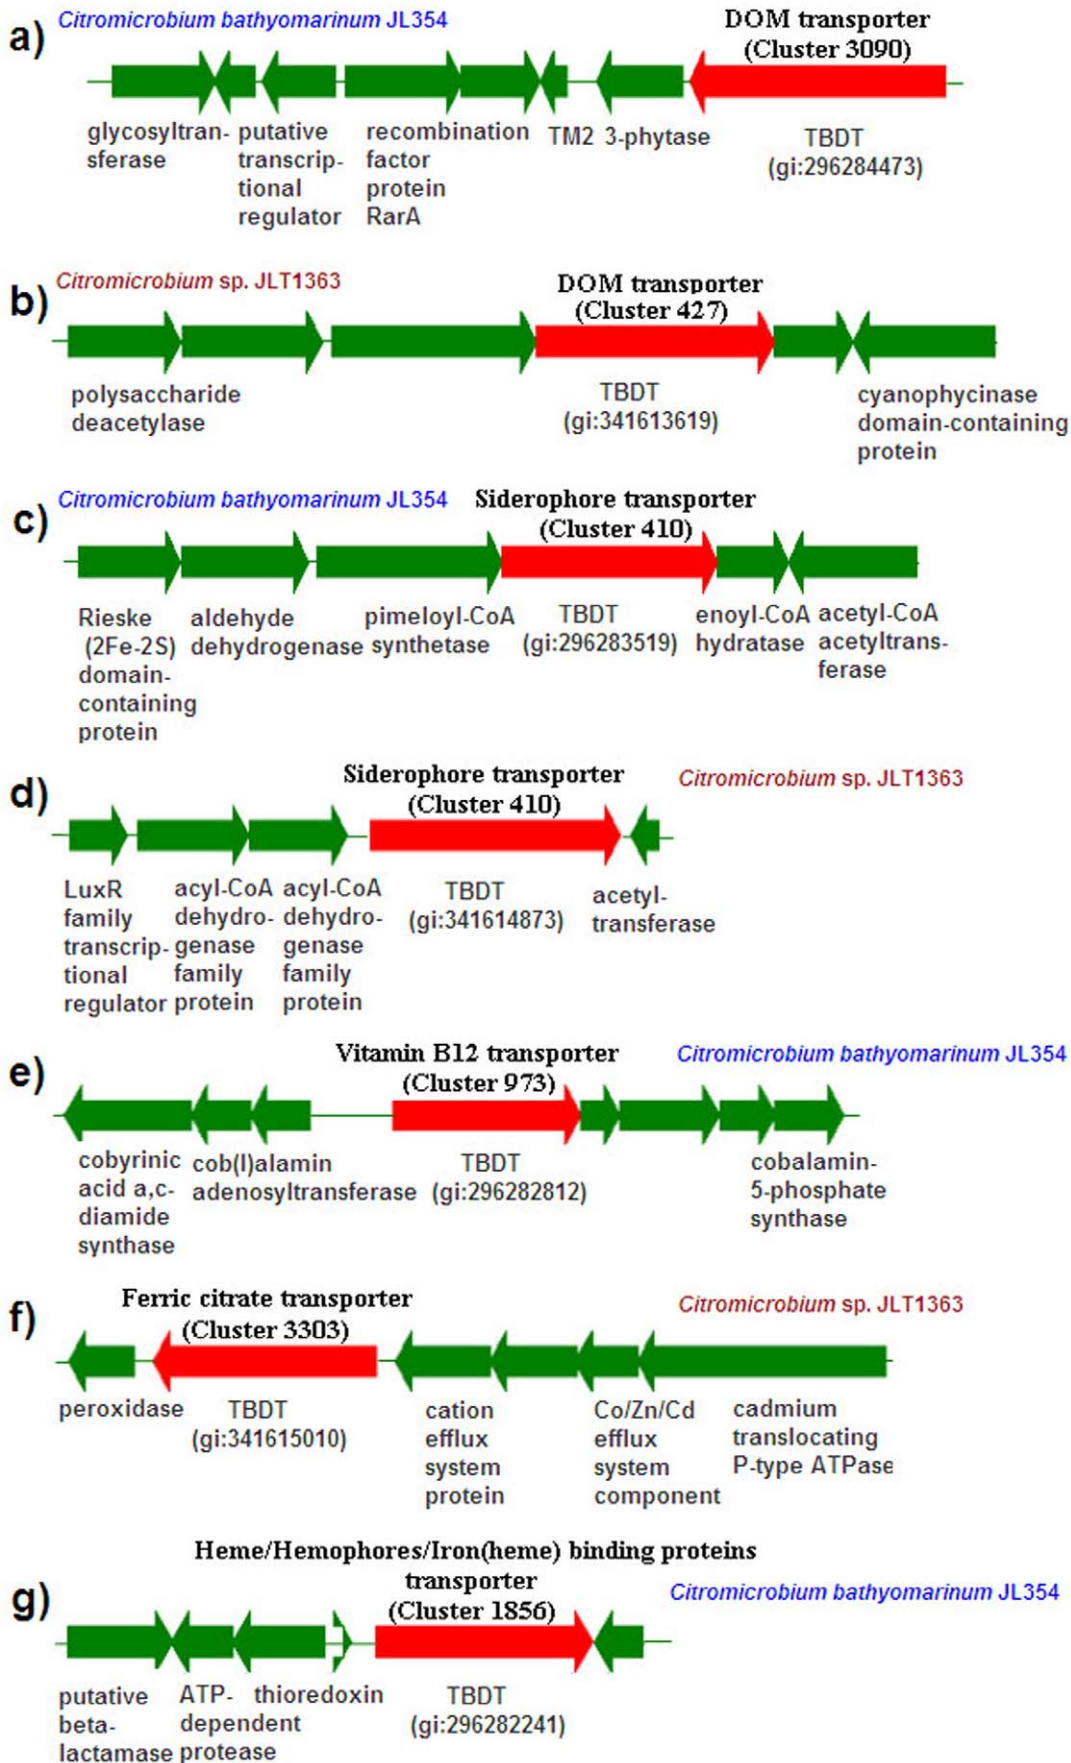 a)
Citromicrobium bathyomarinum JL354
DOM transporter
(Cluster 3090)
glycosyltran-
sferase
putative
transcrip-
tional
regulator
recombination
factor
protein
RarA
TM2
3-phytase
TBDT
(gi:296284473)
b)
Citromicrobium sp. JLT1363
DOM transporter
(Cluster 427)
polysaccharide
deacetylase
TBDT
(gi:341613619)
cyanophycinase
domain-containing
protein
c)
Citromicrobium bathyomarinum JL354
Siderophore transporter
(Cluster 410)
Rieske
(2Fe-2S)
domain-
containing
protein
aldehyde
dehydrogenase
pimeloyl-CoA
synthetase
TBDT
(gi:296283519)
enoyl-CoA
hydratase
acetyl-CoA
acetyltrans-
ferase
d)
Siderophore transporter
(Cluster 410)
Citromicrobium sp. JLT1363
LuxR
family
transcrip-
tional
regulator
acyl-CoA
dehydro-
genase
family
protein
acyl-CoA
dehydro-
genase
family
protein
TBDT
(gi:341614873)
acetyl-
transferase
e)
Vitamin B12 transporter
(Cluster 973)
Citromicrobium bathyomarinum JL354
cobyrinic
acid a,c-
diamide
synthase
cob(I)alamin
adenosyltransferase
TBDT
(gi:296282812)
cobalamin-
5-phosphate
synthase
f)
Ferric citrate transporter
(Cluster 3303)
Citromicrobium sp. JLT1363
peroxidase
TBDT
(gi:341615010)
cation
efflux
system
protein
Co/Zn/Cd
efflux
system
component
cadmium
translocating
P-type ATPase
g)
Heme/Hemophores/Iron(heme) binding proteins
transporter
(Cluster 1856)
Citromicrobium bathyomarinum JL354
putative
beta-
lactamase
ATP-
dependent
protease
thioredoxin
TBDT
(gi:296282241)